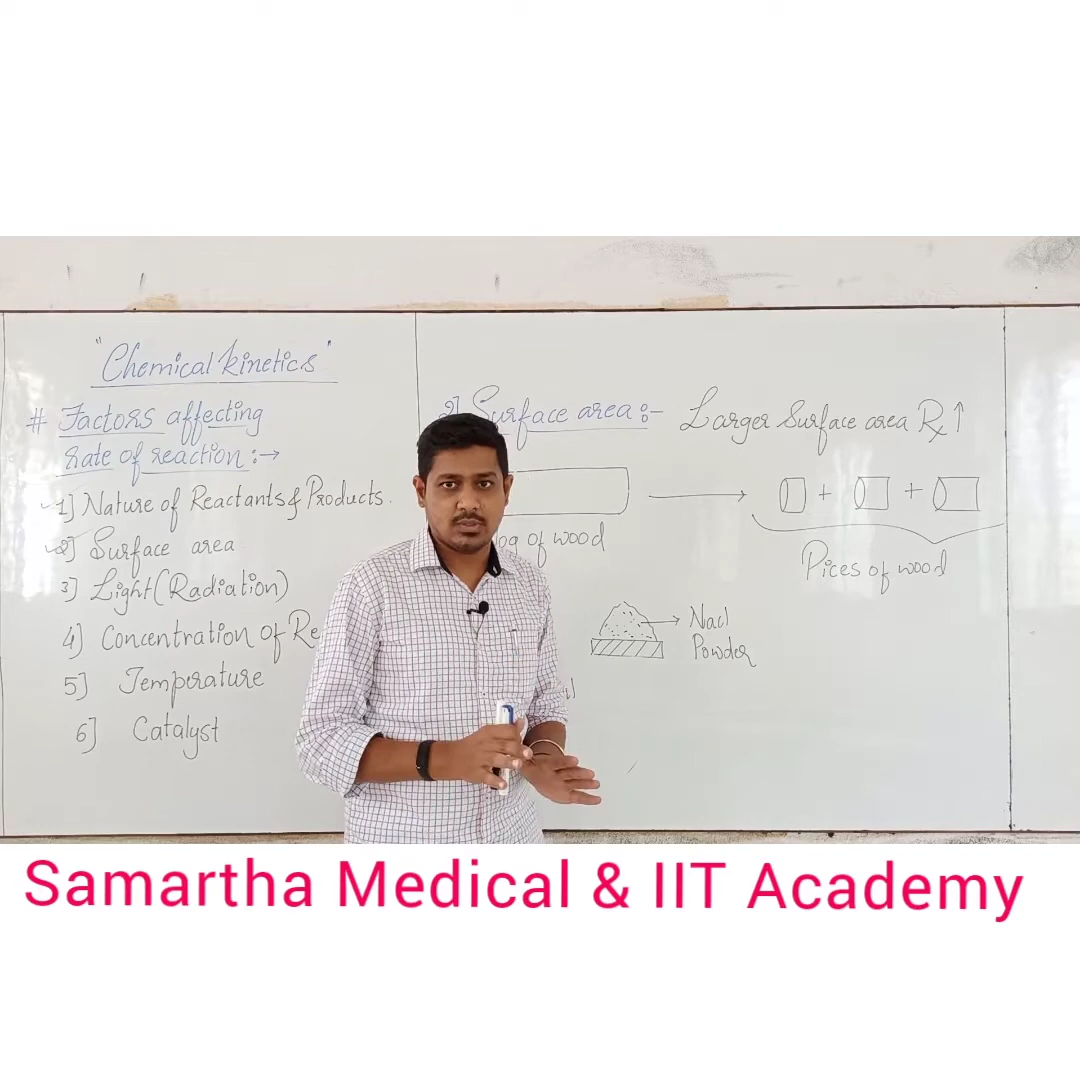 "Chemical kinetics"
# Factors affecting
rate of reaction :→
1] Nature of Reactants & Products.
2] Surface area
3] Light (Radiation)
4] Concentration of Re
5] Temperature
6] Catalyst
2] Surface area :- Larger Surface area Rx ↑
log of wood
+ +
Pices of wood
Nacl
Powder
Samartha Medical & IIT Academy